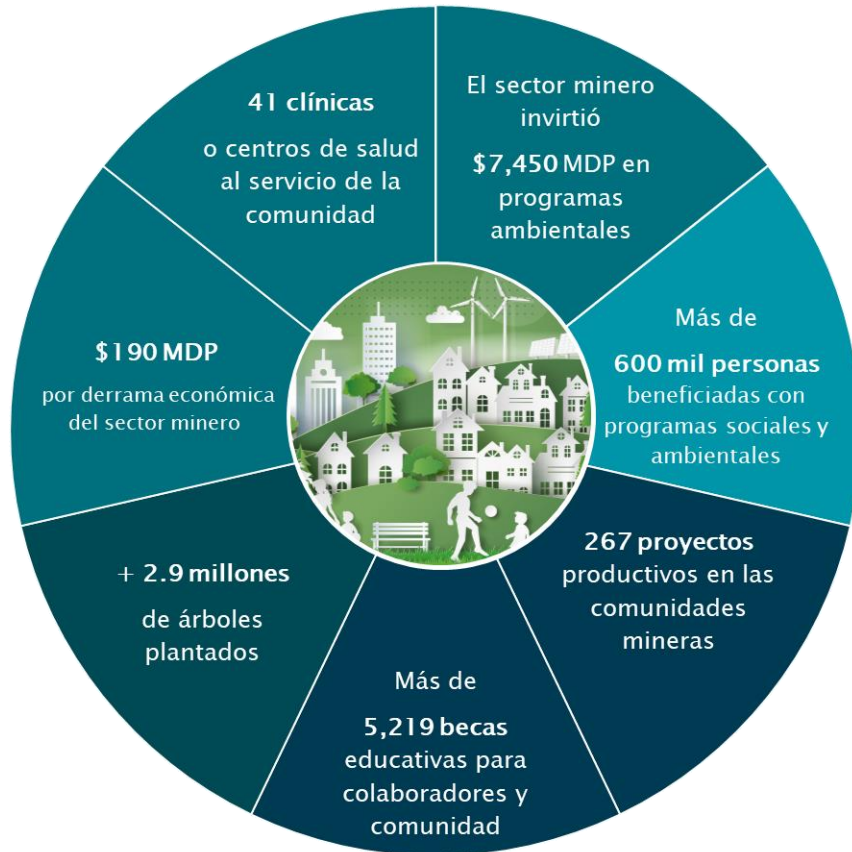 El sector minero
invirtió
$7,450 MDP en
programas
ambientales
Más de
600 mil personas
beneficiadas con
programas sociales y
ambientales
267 proyectos
productivos en las
comunidades
mineras
Más de
5,219 becas
educativas para
colaboradores y
comunidad
+ 2.9 millones
de árboles
plantados
$190 MDP
por derrama económica
del sector minero
41 clínicas
o centros de salud
al servicio de la
comunidad